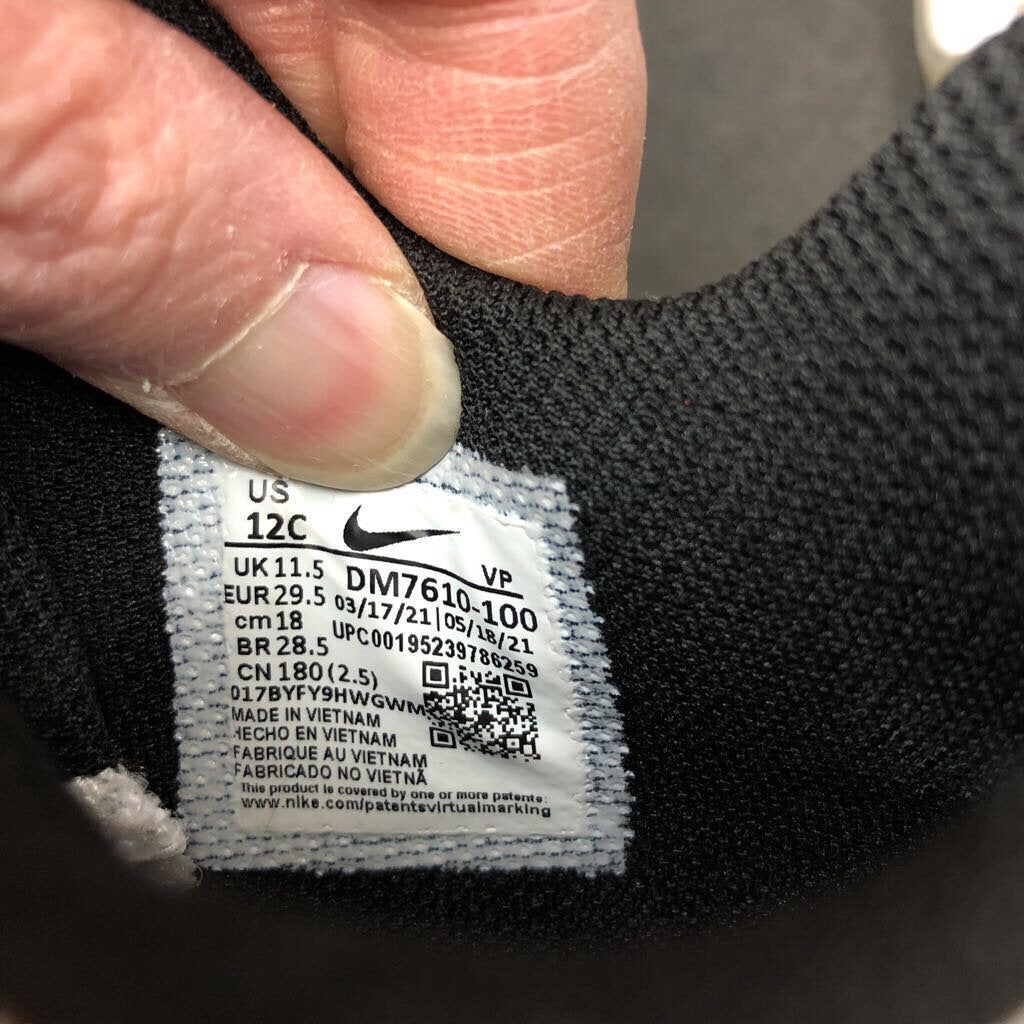 US
12C
UK 11.5
EUR 29.5
cm 18
BR 28.5
CN 180 (2.5)
VP
DM7610-100
03/17/21|05/18/21
UPC00195239786259
017BYFY9HWGWM
MADE IN VIETNAM
HECHO EN VIETNAM
FABRIQUE AU VIETNAM
FABRICADO NO VIETNÃ
This product is covered by one or more patents:
www.nike.com/patentsvirtualmarking